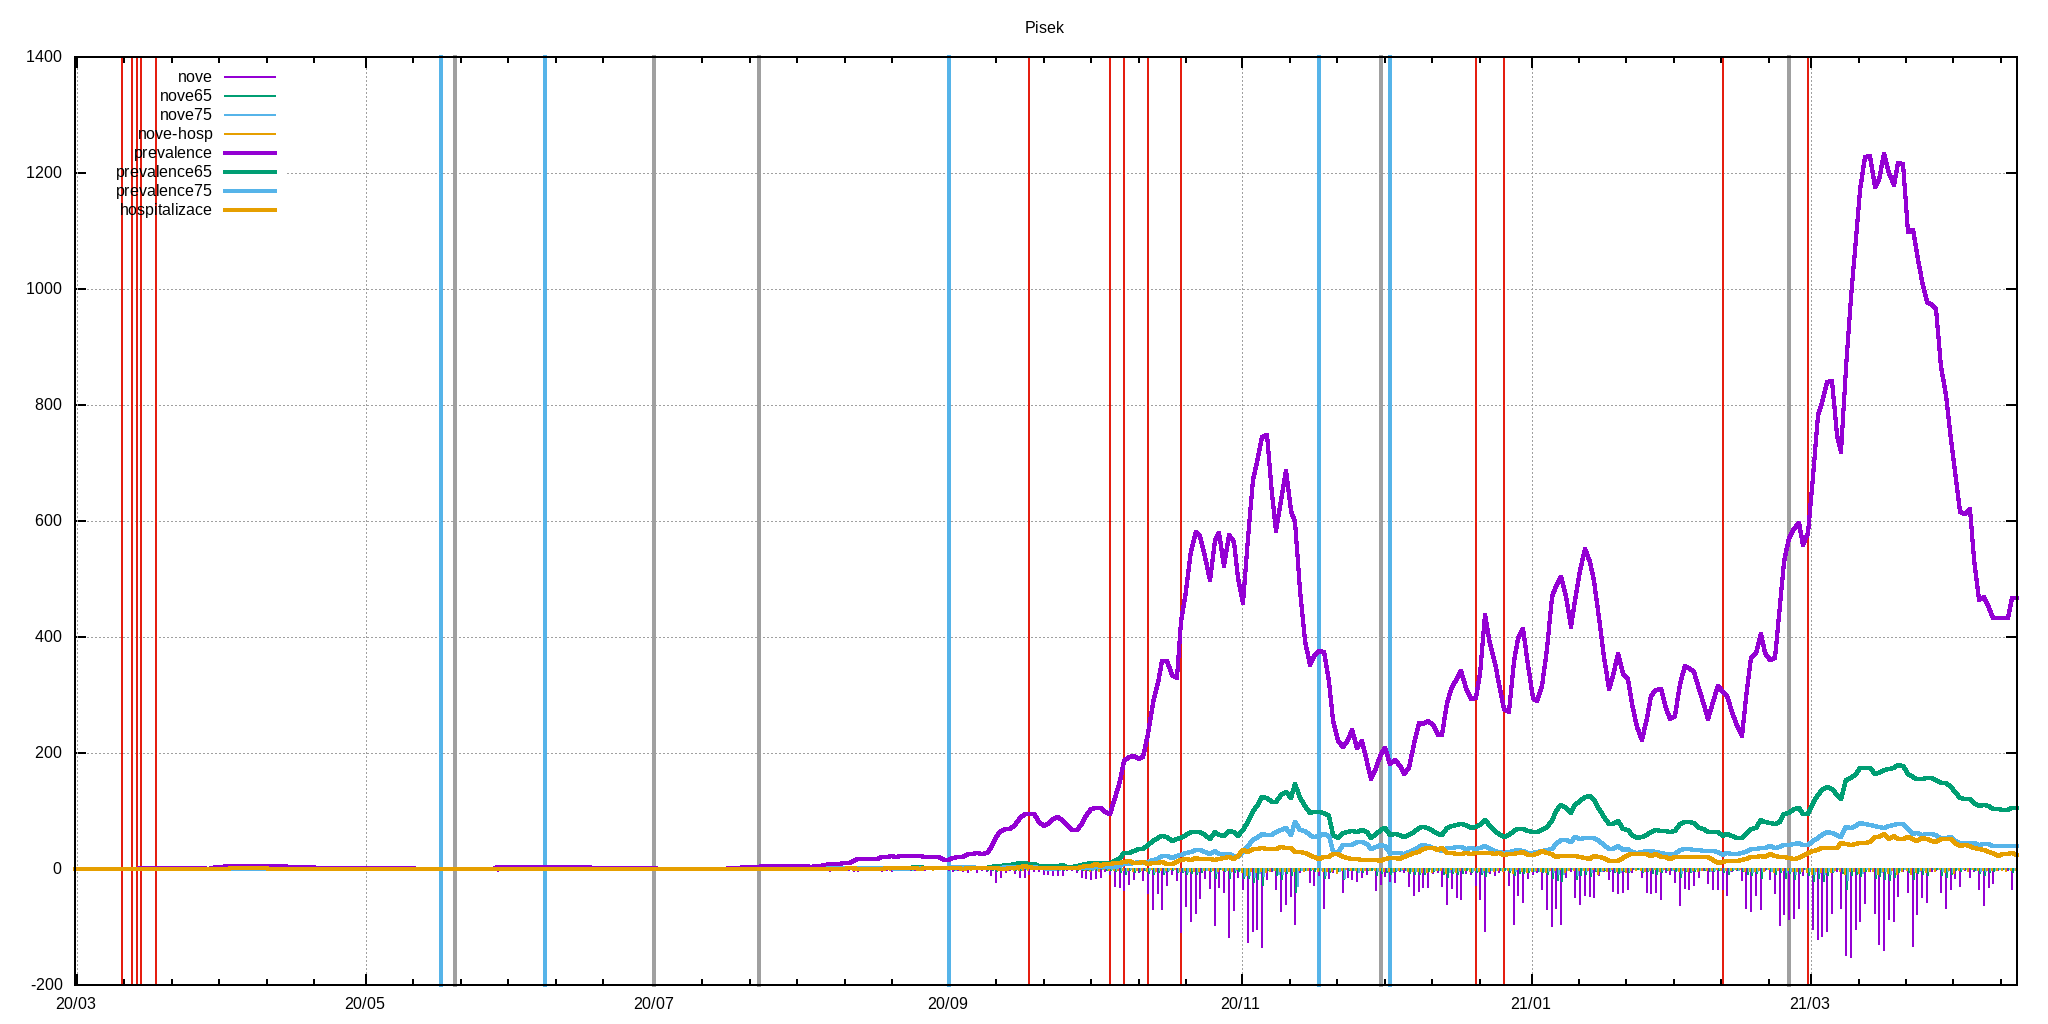 Pisek
1400
1200
1000
800
600
400
200
0
-200
nove
nove65
nove75
nove-hosp
prevalence
prevalence65
prevalence75
hospitalizace
20/03 20/05 20/07 20/09 20/11 21/01 21/03